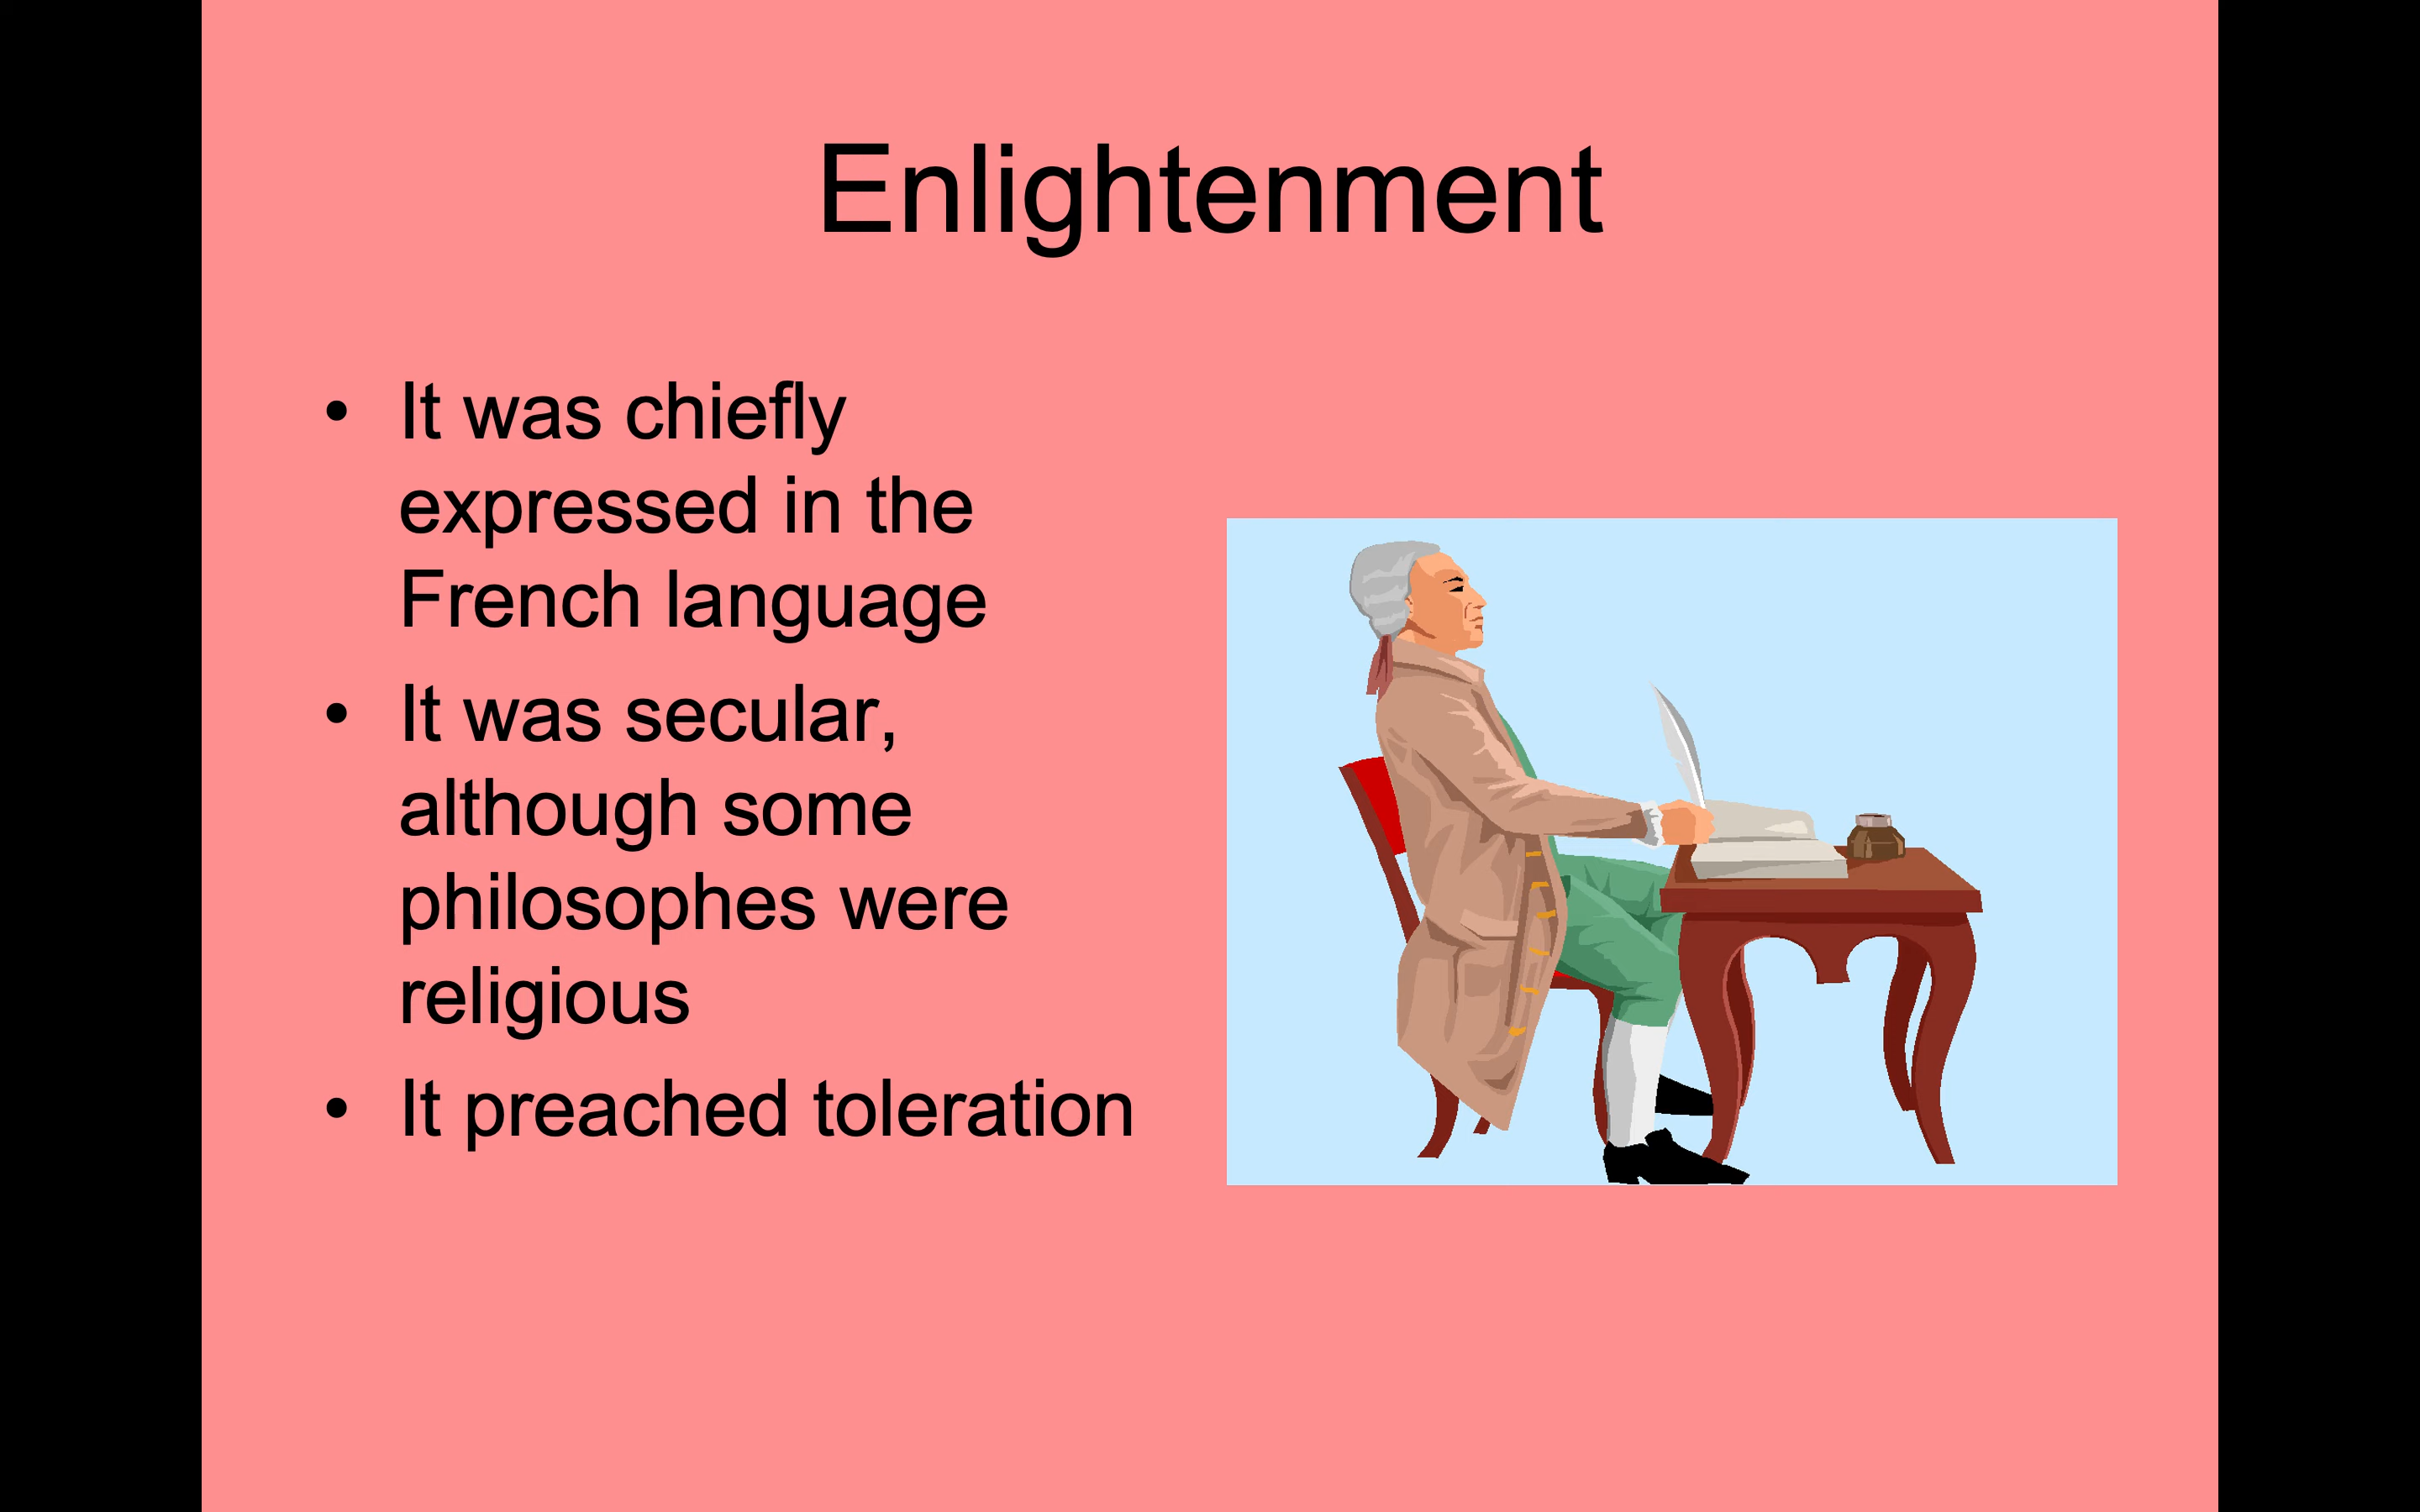 Enlightenment
• It was chiefly
expressed in the
French language
• It was secular,
although some
philosophes were
religious
• It preached toleration